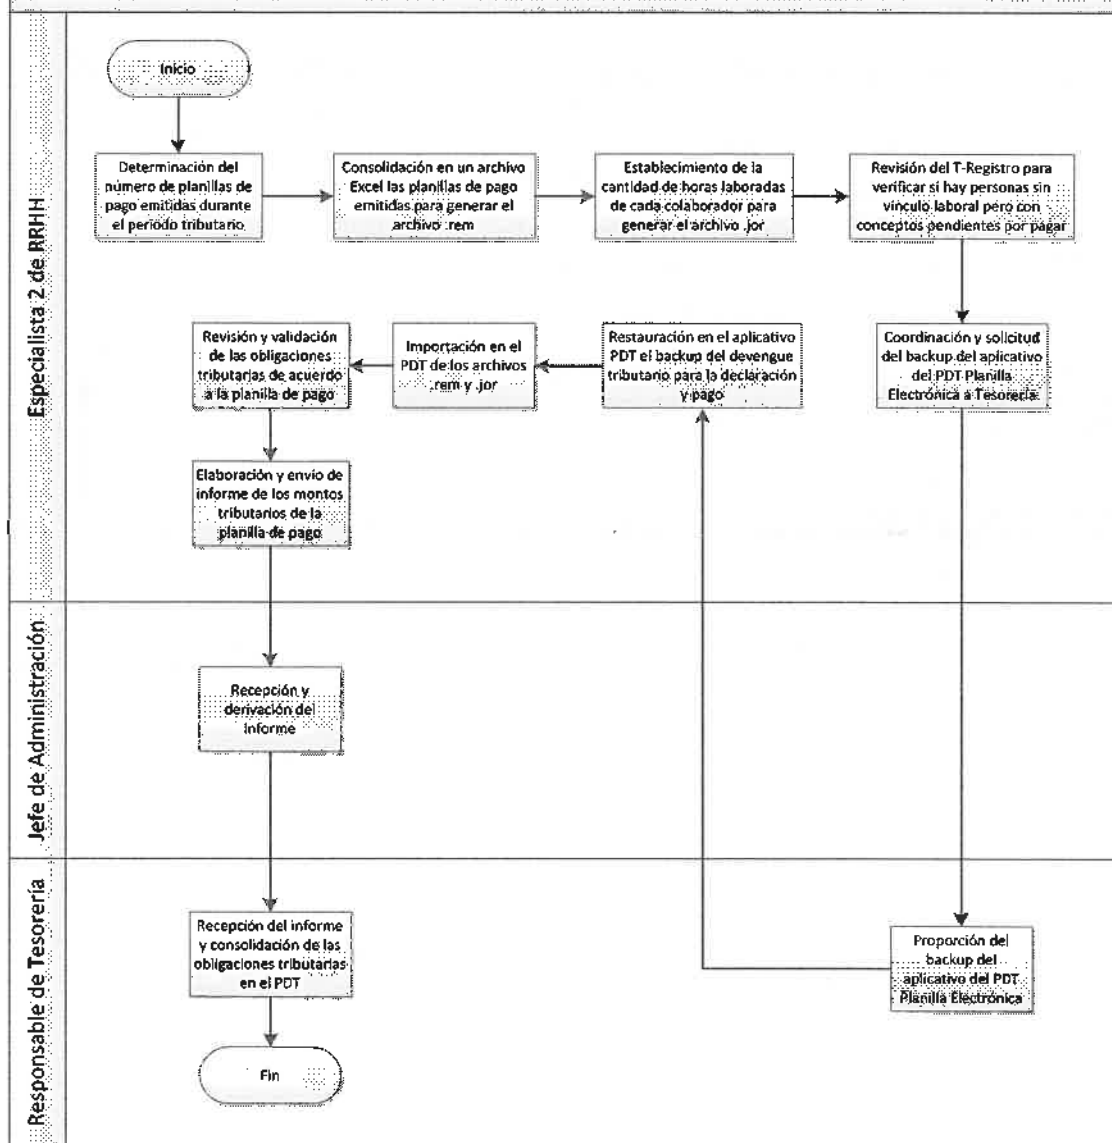 Especialista 2 de RRHH
Inicio
Determinación del
número de planillas de
pago emitidas durante
el periodo tributario
Consolidación en un archivo
Excel las planillas de pago
emitidas para generar el
archivo .rem
Establecimiento de la
cantidad de horas laboradas
de cada colaborador para
generar el archivo .jor
Revisión del T-Registro para
verificar si hay personas sin
vínculo laboral pero con
conceptos pendientes por pagar
Coordinación y solicitud
del backup del aplicativo
del PDT Planilla
Electrónica a Tesorería
Restauración en el aplicativo
PDT el backup del devengue
tributario para la declaración
y pago
Importación en el
PDT de los archivos
.rem y .jor
Revisión y validación
de las obligaciones
tributarias de acuerdo
a la planilla de pago
Elaboración y envío de
informe de los montos
tributarios de la
planilla de pago
Jefe de Administración
Recepción y
derivación del
informe
Responsable de Tesorería
Recepción del informe
y consolidación de las
obligaciones tributarias
en el PDT
Proporción del
backup del
aplicativo del PDT
Planilla Electrónica
Fin